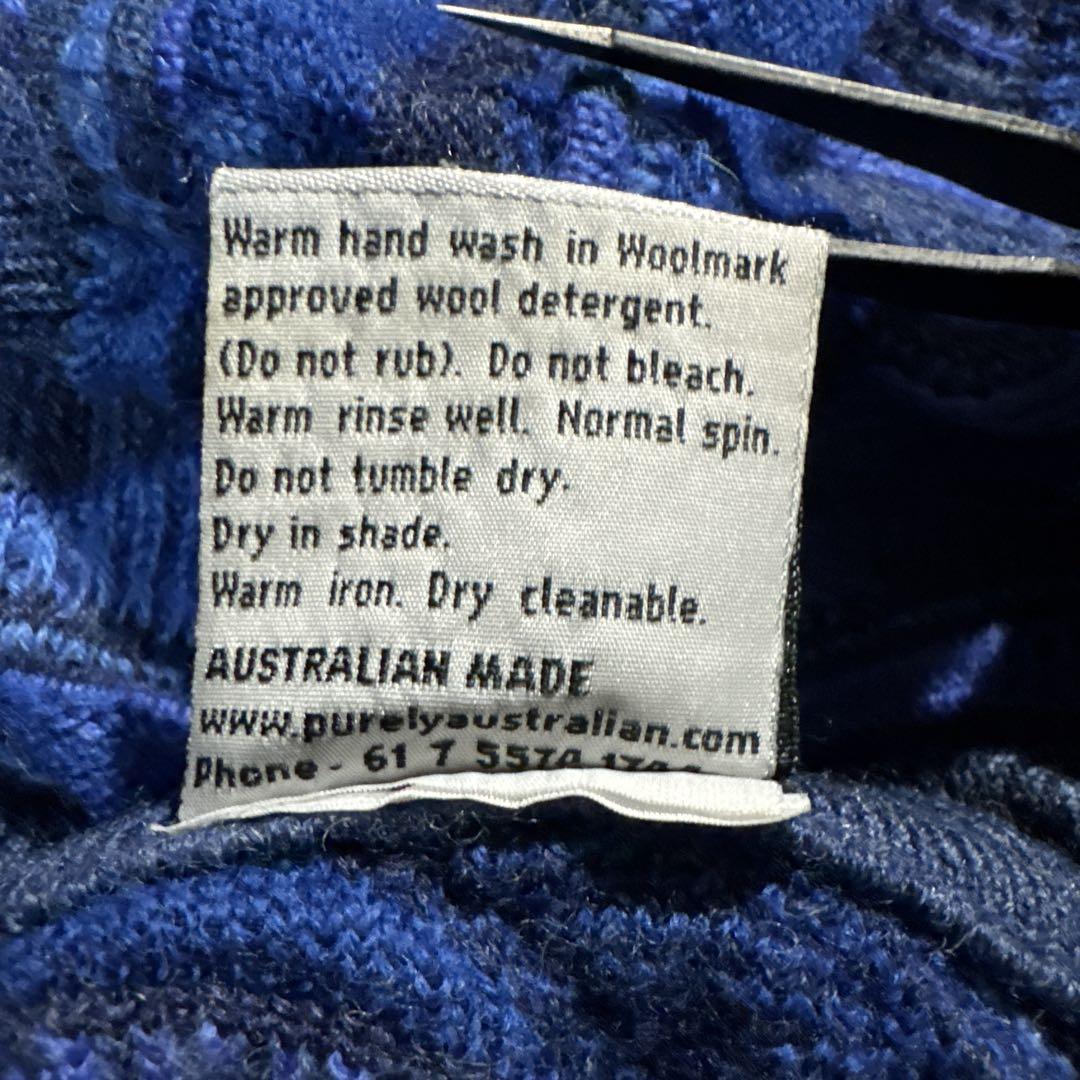 Warm hand wash in Woolmark
approved wool detergent.
(Do not rub). Do not bleach.
Warm rinse well. Normal spin.
Do not tumble dry.
Dry in shade.
Warm iron. Dry cleanable.
AUSTRALIAN MADE
www.purelyaustralian.com
Phone - 61 7 5574